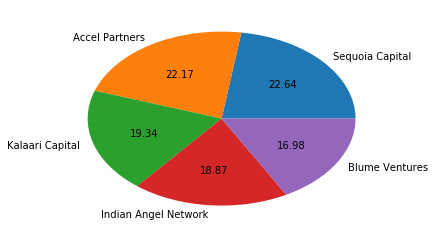 Accel Partners
Sequoia Capital
22.17
22.64
Kalaari Capital
19.34
16.98
18.87
Blume Ventures
Indian Angel Network